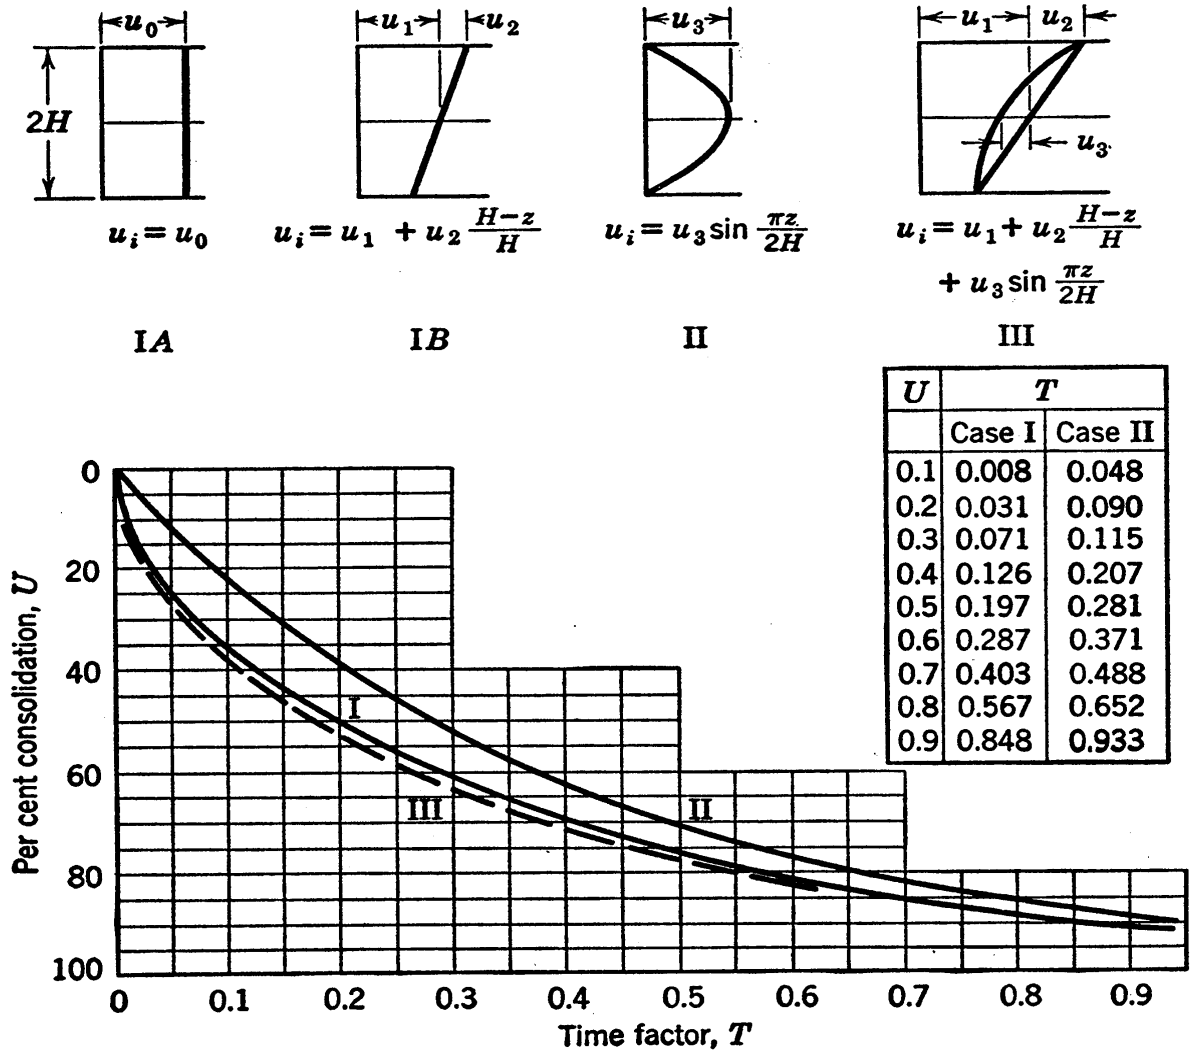 u₀
u₁ u₂
u₃
u₁ u₂
2H
u₃
uᵢ = u₀
uᵢ = u₁ + u₂ (H−z)/H
uᵢ = u₃ sin πz/2H
uᵢ = u₁ + u₂ (H−z)/H
+ u₃ sin πz/2H
IA
IB
II
III
U T
Case I Case II
0.1 0.008 0.048
0.2 0.031 0.090
0.3 0.071 0.115
0.4 0.126 0.207
0.5 0.197 0.281
0.6 0.287 0.371
0.7 0.403 0.488
0.8 0.567 0.652
0.9 0.848 0.933
Per cent consolidation, U
0
20
40
60
80
100
I
II
III
0 0.1 0.2 0.3 0.4 0.5 0.6 0.7 0.8 0.9
Time factor, T